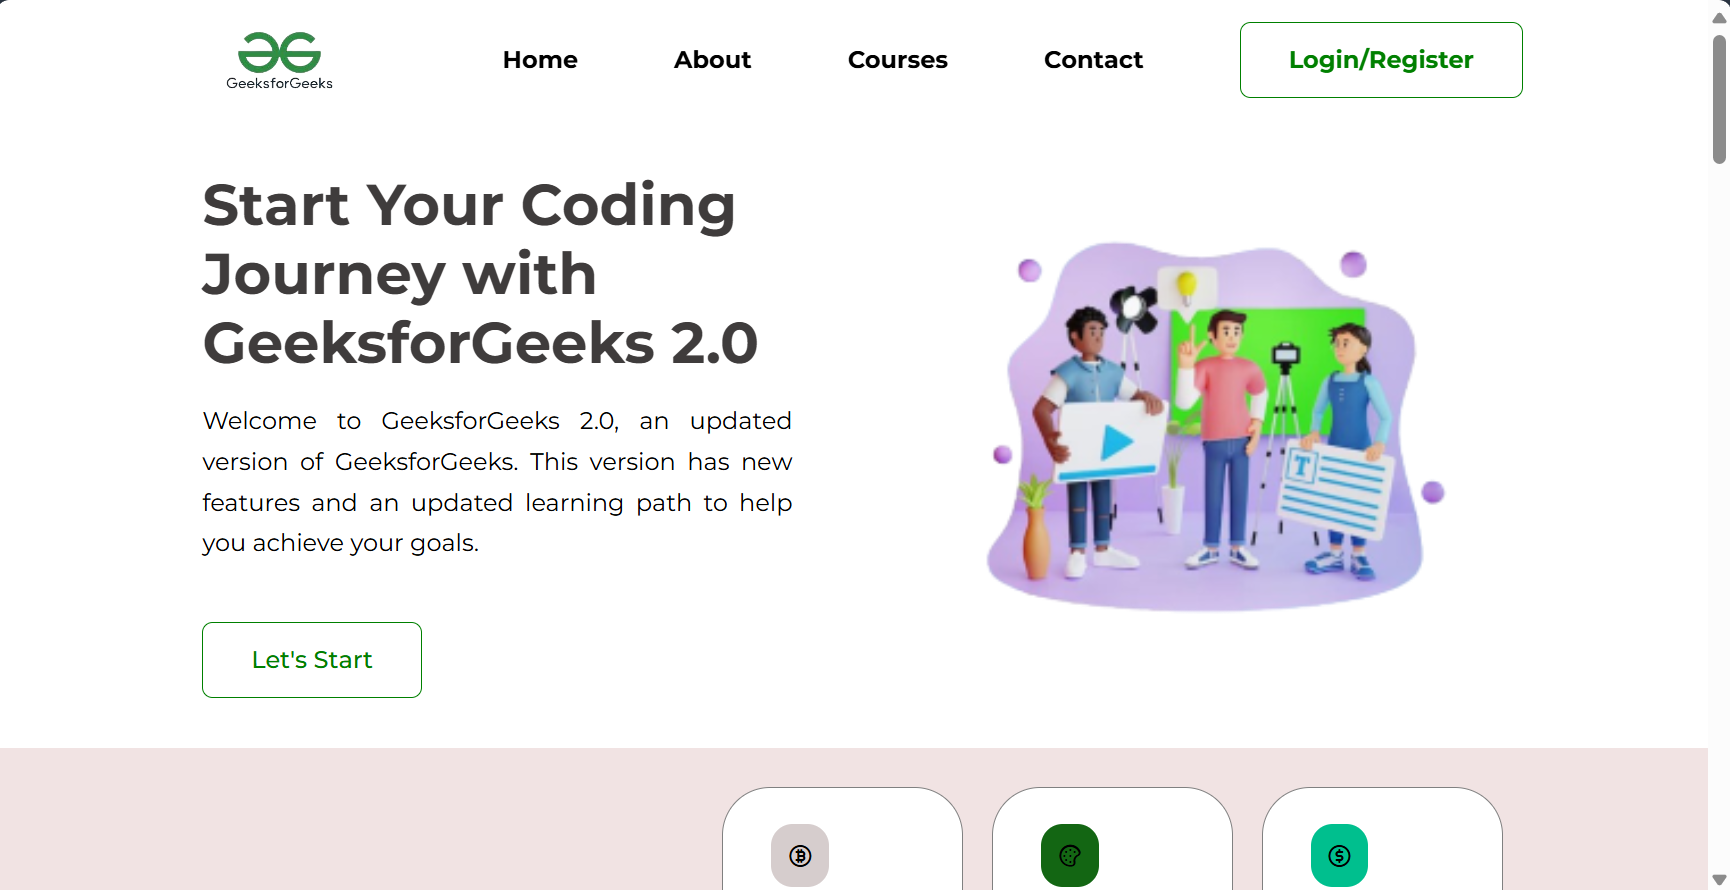 GeeksforGeeks
Home
About
Courses
Contact
Login/Register
Start Your Coding
Journey with
GeeksforGeeks 2.0
Welcome to GeeksforGeeks 2.0, an updated
version of GeeksforGeeks. This version has new
features and an updated learning path to help
you achieve your goals.
T
Let's Start